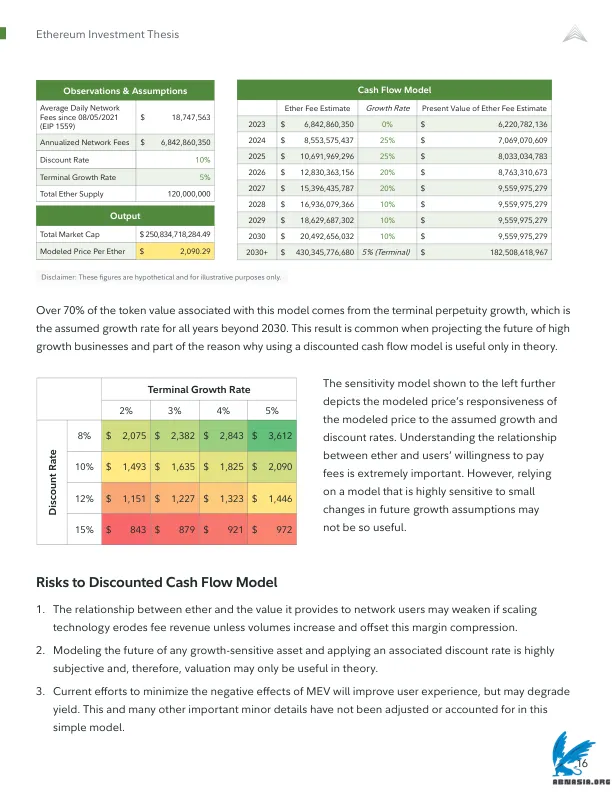 Ethereum Investment Thesis
Observations & Assumptions
Average Daily Network
Fees since 08/05/2021
(EIP 1559)
$ 18,747,563
Annualized Network Fees $ 6,842,860,350
Discount Rate 10%
Terminal Growth Rate 5%
Total Ether Supply 120,000,000
Output
Total Market Cap $ 250,834,718,284.49
Modeled Price Per Ether $ 2,090.29
Cash Flow Model
Ether Fee Estimate Growth Rate Present Value of Ether Fee Estimate
2023 $ 6,842,860,350 0% $ 6,220,782,136
2024 $ 8,553,575,437 25% $ 7,069,070,609
2025 $ 10,691,969,296 25% $ 8,033,034,783
2026 $ 12,830,363,156 20% $ 8,763,310,673
2027 $ 15,396,435,787 20% $ 9,559,975,279
2028 $ 16,936,079,366 10% $ 9,559,975,279
2029 $ 18,629,687,302 10% $ 9,559,975,279
2030 $ 20,492,656,032 10% $ 9,559,975,279
2030+ $ 430,345,776,680 5% (Terminal) $ 182,508,618,967
Disclaimer: These figures are hypothetical and for illustrative purposes only.
Over 70% of the token value associated with this model comes from the terminal perpetuity growth, which is
the assumed growth rate for all years beyond 2030. This result is common when projecting the future of high
growth businesses and part of the reason why using a discounted cash flow model is useful only in theory.
Terminal Growth Rate
2% 3% 4% 5%
Discount Rate
8% $ 2,075 $ 2,382 $ 2,843 $ 3,612
10% $ 1,493 $ 1,635 $ 1,825 $ 2,090
12% $ 1,151 $ 1,227 $ 1,323 $ 1,446
15% $ 843 $ 879 $ 921 $ 972
The sensitivity model shown to the left further
depicts the modeled price's responsiveness of
the modeled price to the assumed growth and
discount rates. Understanding the relationship
between ether and users' willingness to pay
fees is extremely important. However, relying
on a model that is highly sensitive to small
changes in future growth assumptions may
not be so useful.
Risks to Discounted Cash Flow Model
1. The relationship between ether and the value it provides to network users may weaken if scaling
technology erodes fee revenue unless volumes increase and offset this margin compression.
2. Modeling the future of any growth-sensitive asset and applying an associated discount rate is highly
subjective and, therefore, valuation may only be useful in theory.
3. Current efforts to minimize the negative effects of MEV will improve user experience, but may degrade
yield. This and many other important minor details have not been adjusted or accounted for in this
simple model.
16
ABNASIA.ORG